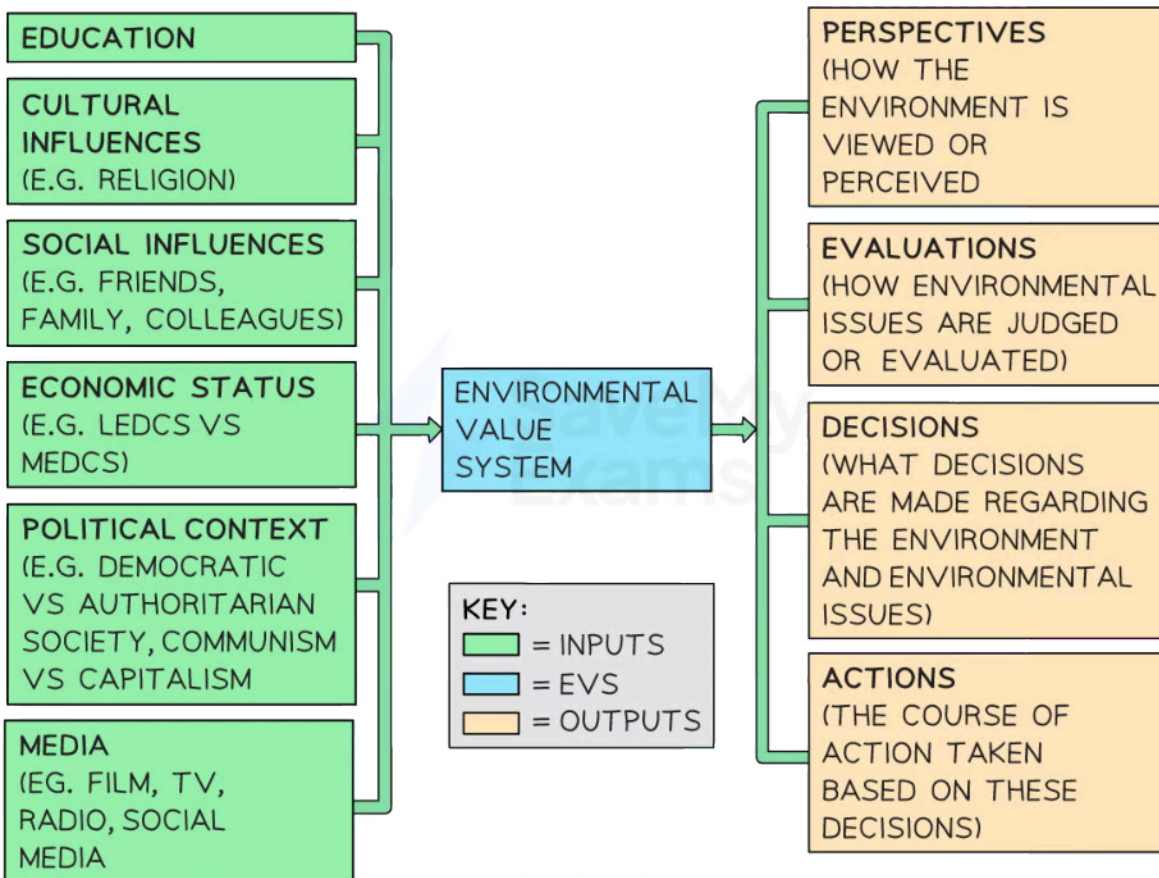 EDUCATION
CULTURAL
INFLUENCES
(E.G. RELIGION)
SOCIAL INFLUENCES
(E.G. FRIENDS,
FAMILY, COLLEAGUES)
ECONOMIC STATUS
(E.G. LEDCS VS
MEDCS)
POLITICAL CONTEXT
(E.G. DEMOCRATIC
VS AUTHORITARIAN
SOCIETY, COMMUNISM
VS CAPITALISM
MEDIA
(EG. FILM, TV,
RADIO, SOCIAL
MEDIA
ENVIRONMENTAL
VALUE
SYSTEM
SaveMy
Exams
KEY:
= INPUTS
= EVS
= OUTPUTS
PERSPECTIVES
(HOW THE
ENVIRONMENT IS
VIEWED OR
PERCEIVED
EVALUATIONS
(HOW ENVIRONMENTAL
ISSUES ARE JUDGED
OR EVALUATED)
DECISIONS
(WHAT DECISIONS
ARE MADE REGARDING
THE ENVIRONMENT
AND ENVIRONMENTAL
ISSUES)
ACTIONS
(THE COURSE OF
ACTION TAKEN
BASED ON THESE
DECISIONS)